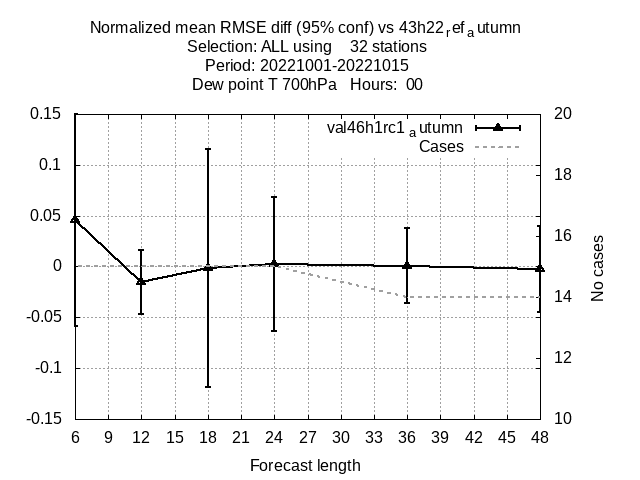 Normalized mean RMSE diff (95% conf) vs 43h22ref autumn
Selection: ALL using 32 stations
Period: 20221001-20221015
Dew point T 700hPa Hours: 00
0.15
0.1
0.05
0
-0.05
-0.1
-0.15
20
18
16
14
12
10
val46h1rc1autumn
Cases
No cases
6 9 12 15 18 21 24 27 30 33 36 39 42 45 48
Forecast length